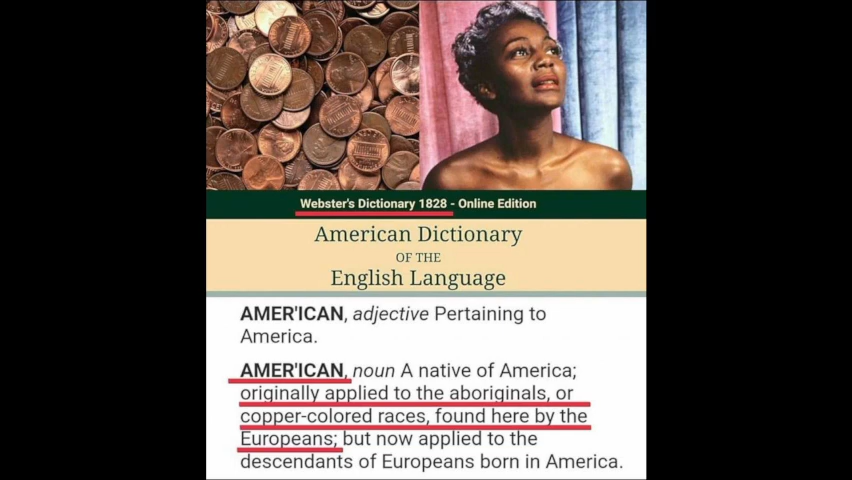 Webster's Dictionary 1828 - Online Edition
American Dictionary
OF THE
English Language
AMER'ICAN, adjective Pertaining to
America.
AMER'ICAN, noun A native of America;
originally applied to the aboriginals, or
copper-colored races, found here by the
Europeans; but now applied to the
descendants of Europeans born in America.